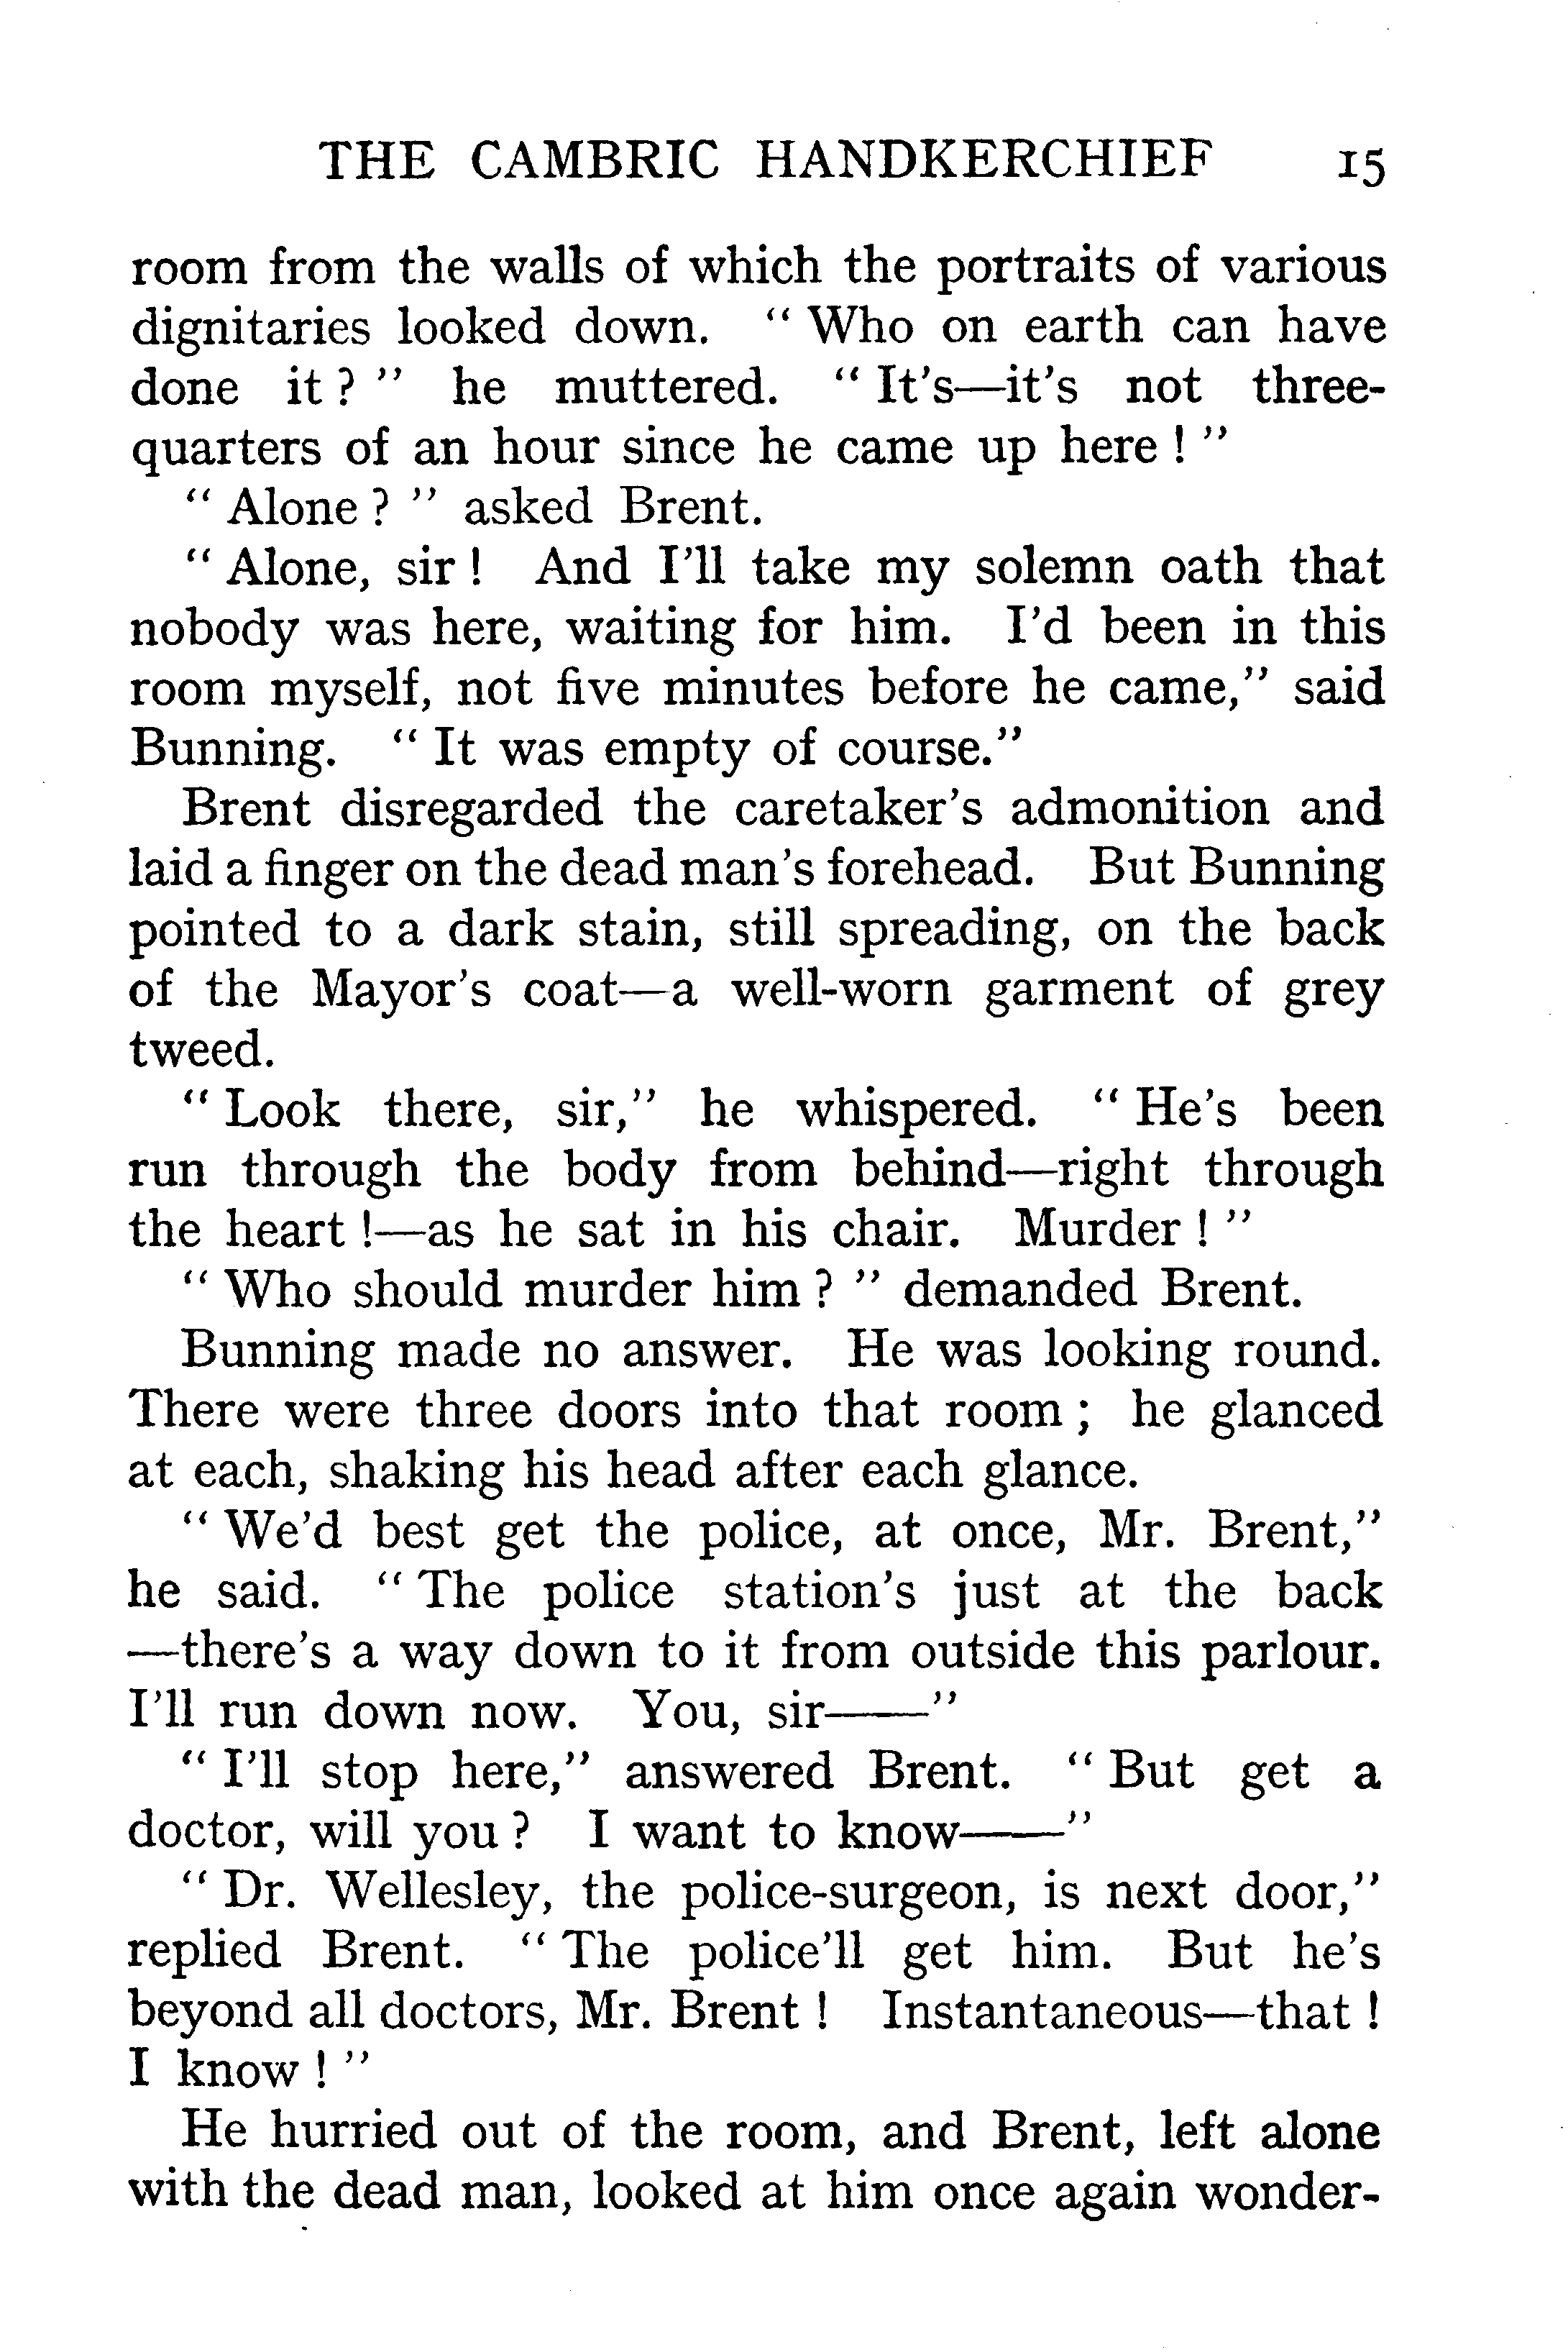 THE CAMBRIC HANDKERCHIEF 15
room from the walls of which the portraits of various
dignitaries looked down. “ Who on earth can have
done it ? ” he muttered. “ It's—it's not three-
quarters of an hour since he came up here ! ”
“ Alone ? ” asked Brent.
“ Alone, sir ! And I'll take my solemn oath that
nobody was here, waiting for him. I'd been in this
room myself, not five minutes before he came,” said
Bunning. “ It was empty of course.”
Brent disregarded the caretaker's admonition and
laid a finger on the dead man's forehead. But Bunning
pointed to a dark stain, still spreading, on the back
of the Mayor's coat—a well-worn garment of grey
tweed.
“ Look there, sir,” he whispered. “ He's been
run through the body from behind—right through
the heart !—as he sat in his chair. Murder ! ”
“ Who should murder him ? ” demanded Brent.
Bunning made no answer. He was looking round.
There were three doors into that room ; he glanced
at each, shaking his head after each glance.
“ We'd best get the police, at once, Mr. Brent,”
he said. “ The police station's just at the back
—there's a way down to it from outside this parlour.
I'll run down now. You, sir——”
“ I'll stop here,” answered Brent. “ But get a
doctor, will you ? I want to know——”
“ Dr. Wellesley, the police-surgeon, is next door,”
replied Brent. “ The police'll get him. But he's
beyond all doctors, Mr. Brent ! Instantaneous—that !
I know ! ”
He hurried out of the room, and Brent, left alone
with the dead man, looked at him once again wonder-